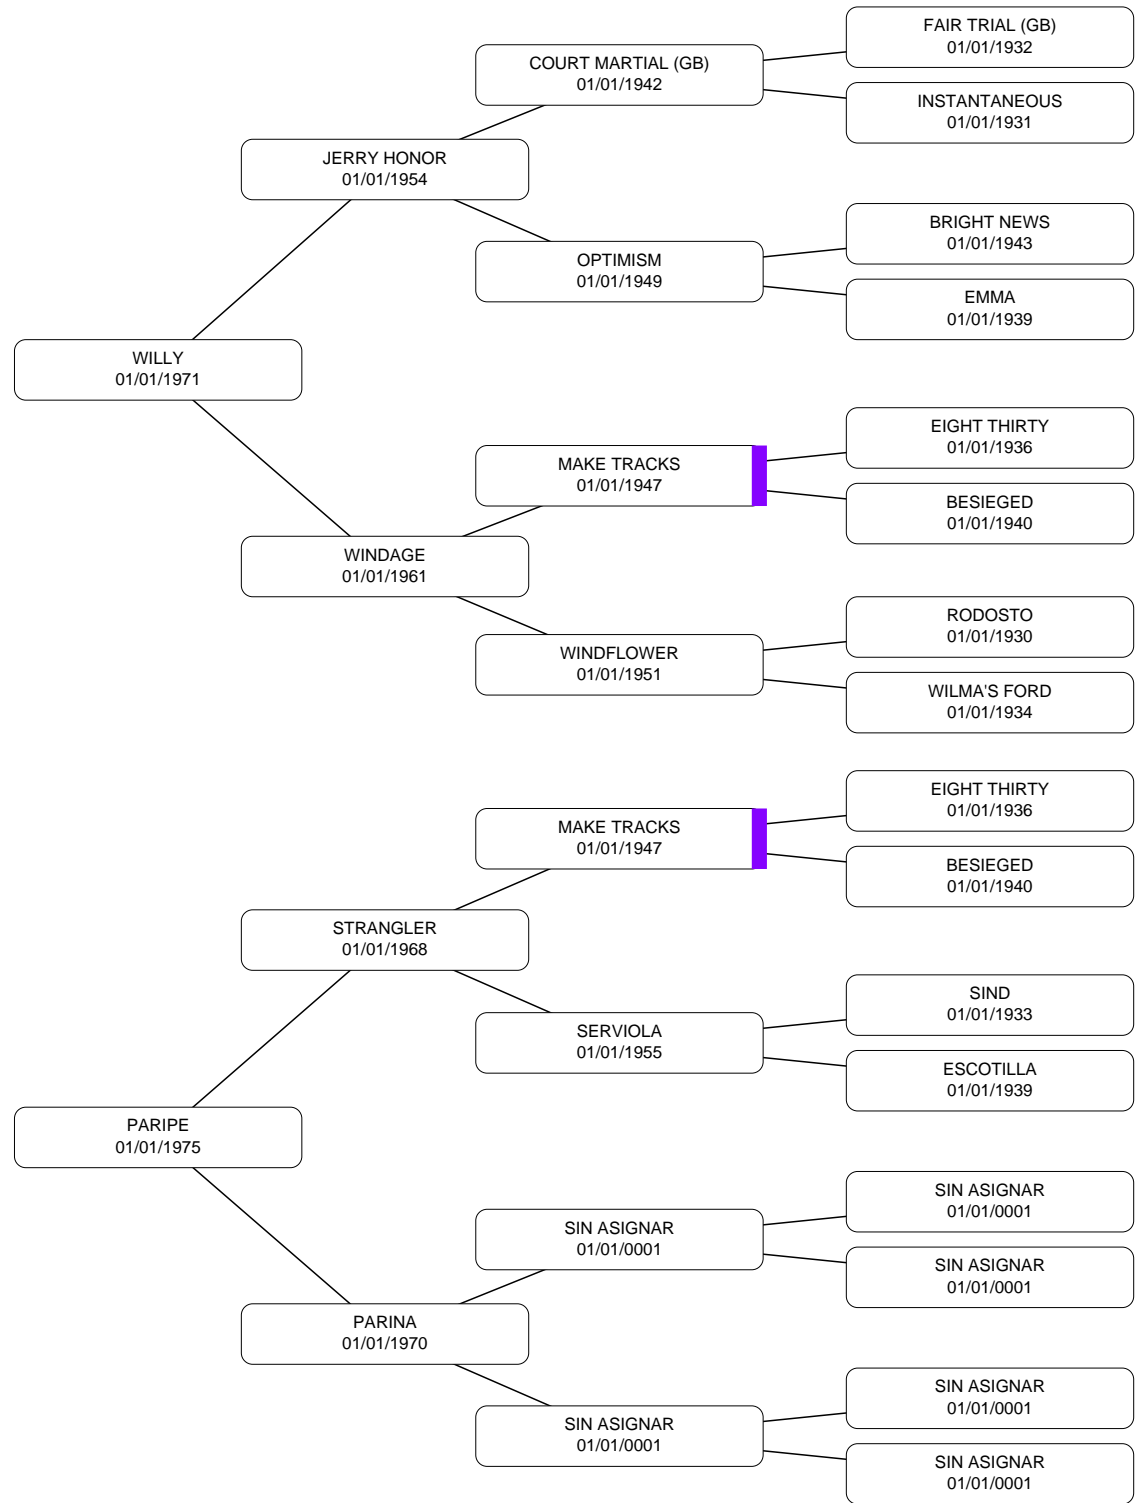 FAIR TRIAL (GB)
01/01/1932
COURT MARTIAL (GB)
01/01/1942
INSTANTANEOUS
01/01/1931
JERRY HONOR
01/01/1954
BRIGHT NEWS
01/01/1943
OPTIMISM
01/01/1949
EMMA
01/01/1939
WILLY
01/01/1971
EIGHT THIRTY
01/01/1936
MAKE TRACKS
01/01/1947
BESIEGED
01/01/1940
WINDAGE
01/01/1961
RODOSTO
01/01/1930
WINDFLOWER
01/01/1951
WILMA'S FORD
01/01/1934
EIGHT THIRTY
01/01/1936
MAKE TRACKS
01/01/1947
BESIEGED
01/01/1940
STRANGLER
01/01/1968
SIND
01/01/1933
SERVIOLA
01/01/1955
ESCOTILLA
01/01/1939
PARIPE
01/01/1975
SIN ASIGNAR
01/01/0001
SIN ASIGNAR
01/01/0001
SIN ASIGNAR
01/01/0001
PARINA
01/01/1970
SIN ASIGNAR
01/01/0001
SIN ASIGNAR
01/01/0001
SIN ASIGNAR
01/01/0001